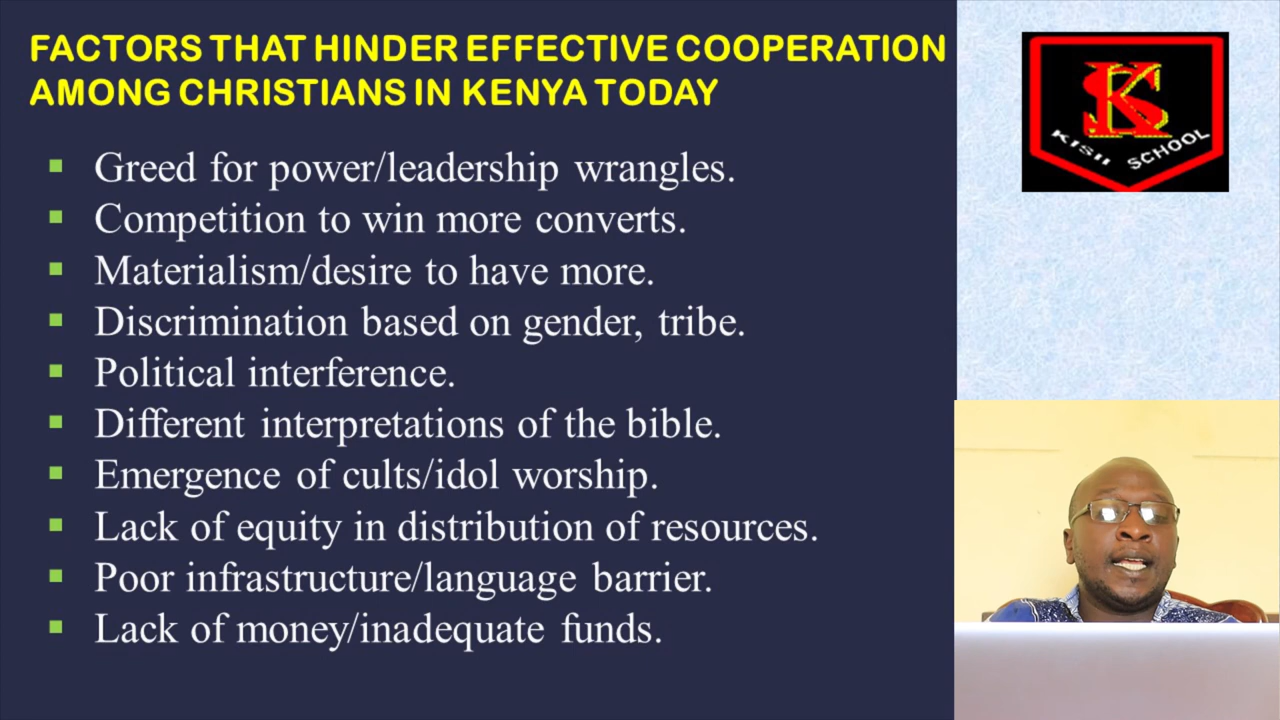 FACTORS THAT HINDER EFFECTIVE COOPERATION
AMONG CHRISTIANS IN KENYA TODAY
Greed for power/leadership wrangles.
Competition to win more converts.
Materialism/desire to have more.
Discrimination based on gender, tribe.
Political interference.
Different interpretations of the bible.
Emergence of cults/idol worship.
Lack of equity in distribution of resources.
Poor infrastructure/language barrier.
Lack of money/inadequate funds.
KS
KISII SCHOOL